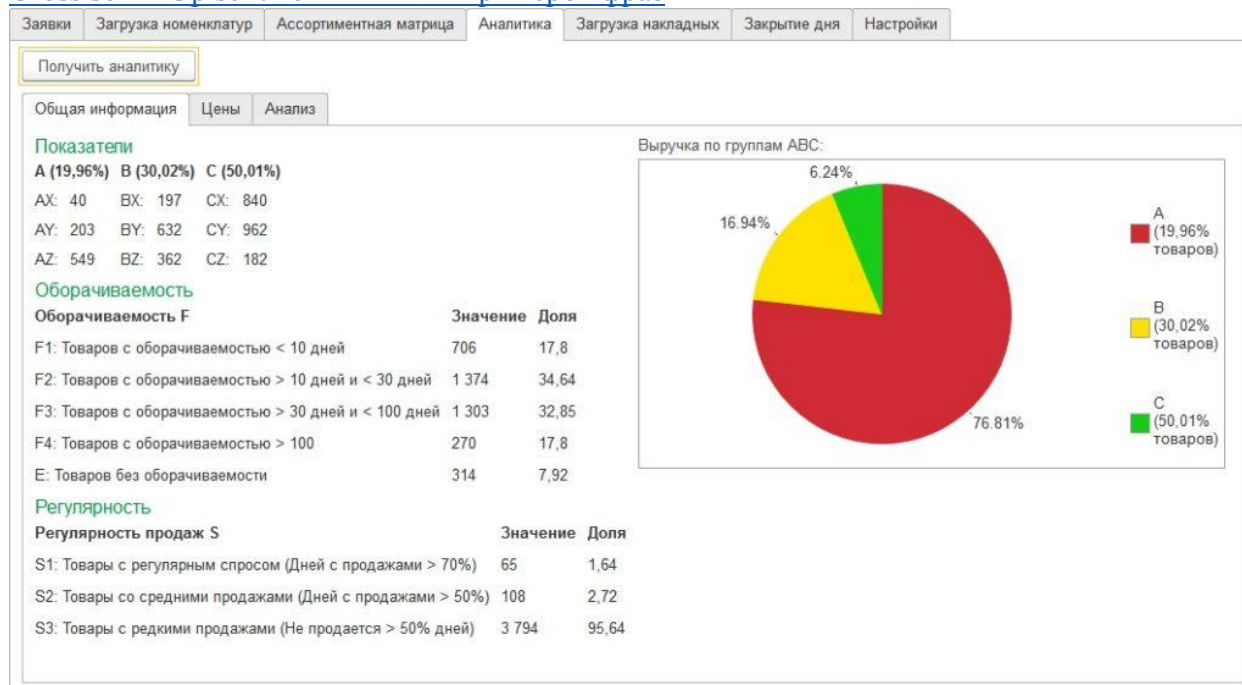 Заявки Загрузка номенклатур Ассортиментная матрица Аналитика Загрузка накладных Закрытие дня Настройки
Получить аналитику
Общая информация Цены Анализ
Показатели
A (19,96%) B (30,02%) C (50,01%)
AX: 40 BX: 197 CX: 840
AY: 203 BY: 632 CY: 962
AZ: 549 BZ: 362 CZ: 182
Оборачиваемость
Оборачиваемость F Значение Доля
F1: Товаров с оборачиваемостью < 10 дней 706 17,8
F2: Товаров с оборачиваемостью > 10 дней и < 30 дней 1 374 34,64
F3: Товаров с оборачиваемостью > 30 дней и < 100 дней 1 303 32,85
F4: Товаров с оборачиваемостью > 100 270 17,8
E: Товаров без оборачиваемости 314 7,92
Регулярность
Регулярность продаж S Значение Доля
S1: Товары с регулярным спросом (Дней с продажами > 70%) 65 1,64
S2: Товары со средними продажами (Дней с продажами > 50%) 108 2,72
S3: Товары с редкими продажами (Не продается > 50% дней) 3 794 95,64
Выручка по группам ABC:
6.24%
16.94%
76.81%
A
(19,96%
товаров)
B
(30,02%
товаров)
C
(50,01%
товаров)